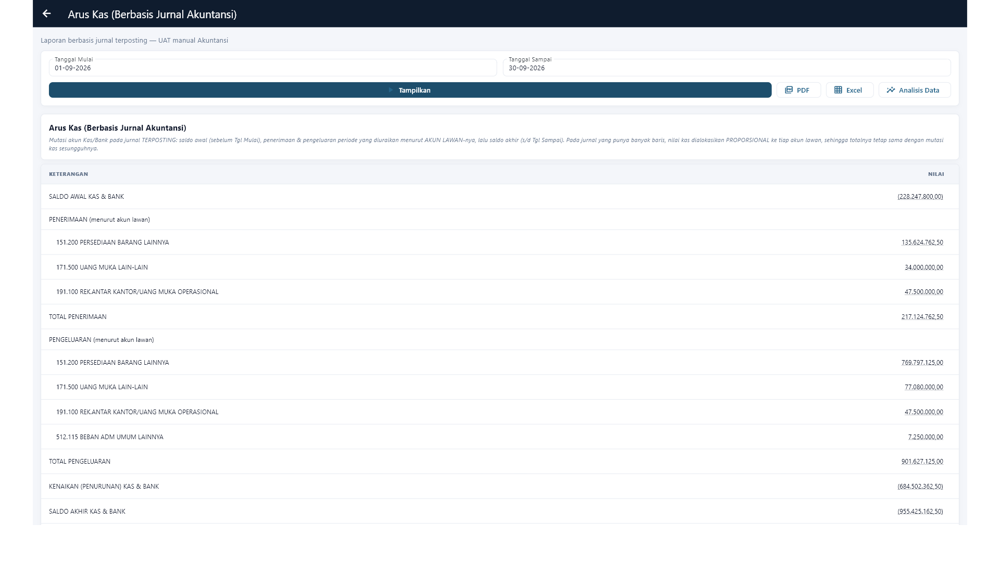 Arus Kas (Berbasis Jurnal Akuntansi)
Laporan berbasis jurnal terposting — UAT manual Akuntansi
Tanggal Mulai
01-09-2026
Tanggal Sampai
30-09-2026
Tampilkan
PDF
Excel
Analisis Data
Arus Kas (Berbasis Jurnal Akuntansi)
Mutasi akun Kas/Bank pada jurnal TERPOSTING: saldo awal (sebelum Tgl Mulai), penerimaan & pengeluaran periode yang diuraikan menurut AKUN LAWAN-nya, lalu saldo akhir (s/d Tgl Sampai). Pada jurnal yang punya banyak baris, nilai kas dialokasikan PROPORSIONAL ke tiap akun lawan, sehingga totalnya tetap sama dengan mutasi
kas sesungguhnya.
KETERANGAN NILAI
SALDO AWAL KAS & BANK (228.247.800,00)
PENERIMAAN (menurut akun lawan)
151.200 PERSEDIAAN BARANG LAINNYA 135.624.762,50
171.500 UANG MUKA LAIN-LAIN 34.000.000,00
191.100 REK.ANTAR KANTOR/UANG MUKA OPERASIONAL 47.500.000,00
TOTAL PENERIMAAN 217.124.762,50
PENGELUARAN (menurut akun lawan)
151.200 PERSEDIAAN BARANG LAINNYA 769.797.125,00
171.500 UANG MUKA LAIN-LAIN 77.080.000,00
191.100 REK.ANTAR KANTOR/UANG MUKA OPERASIONAL 47.500.000,00
512.115 BEBAN ADM UMUM LAINNYA 7.250.000,00
TOTAL PENGELUARAN 901.627.125,00
KENAIKAN (PENURUNAN) KAS & BANK (684.502.362,50)
SALDO AKHIR KAS & BANK (955.425.162,50)